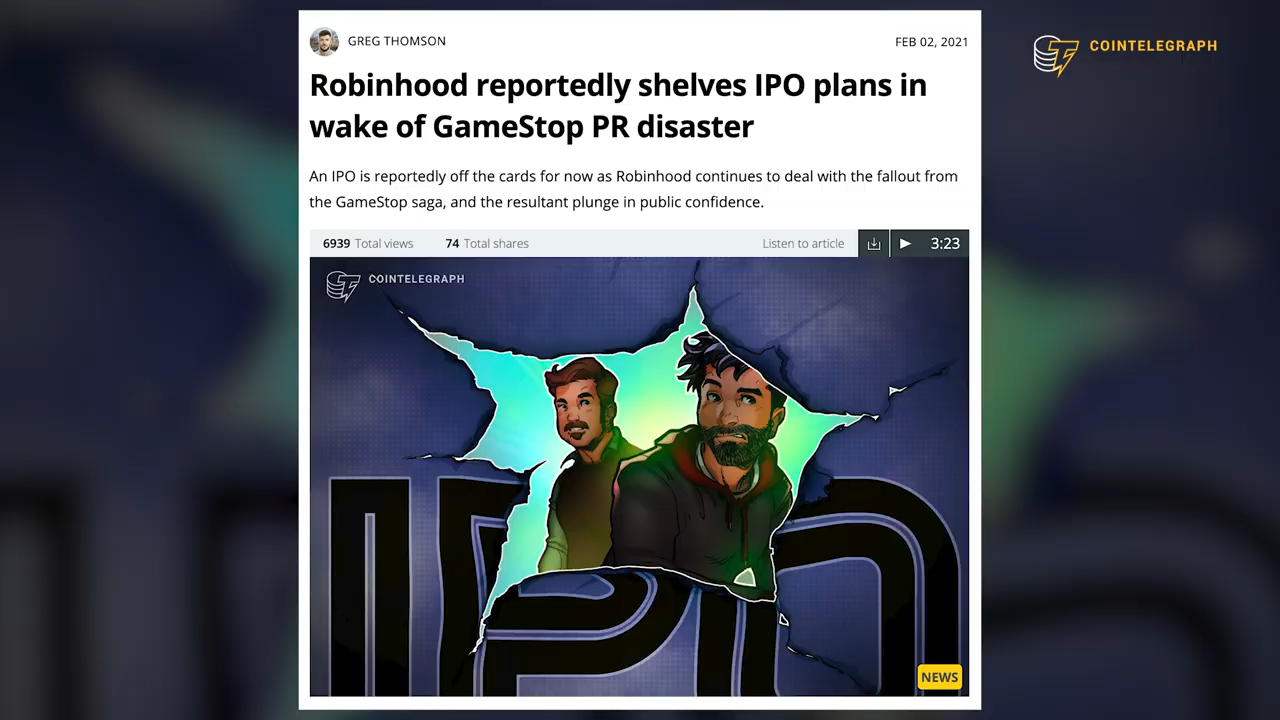 GREG THOMSON
FEB 02, 2021
COINTELEGRAPH
Robinhood reportedly shelves IPO plans in
wake of GameStop PR disaster
An IPO is reportedly off the cards for now as Robinhood continues to deal with the fallout from
the GameStop saga, and the resultant plunge in public confidence.
6939 Total views 74 Total shares Listen to article 3:23
COINTELEGRAPH
IPO
NEWS